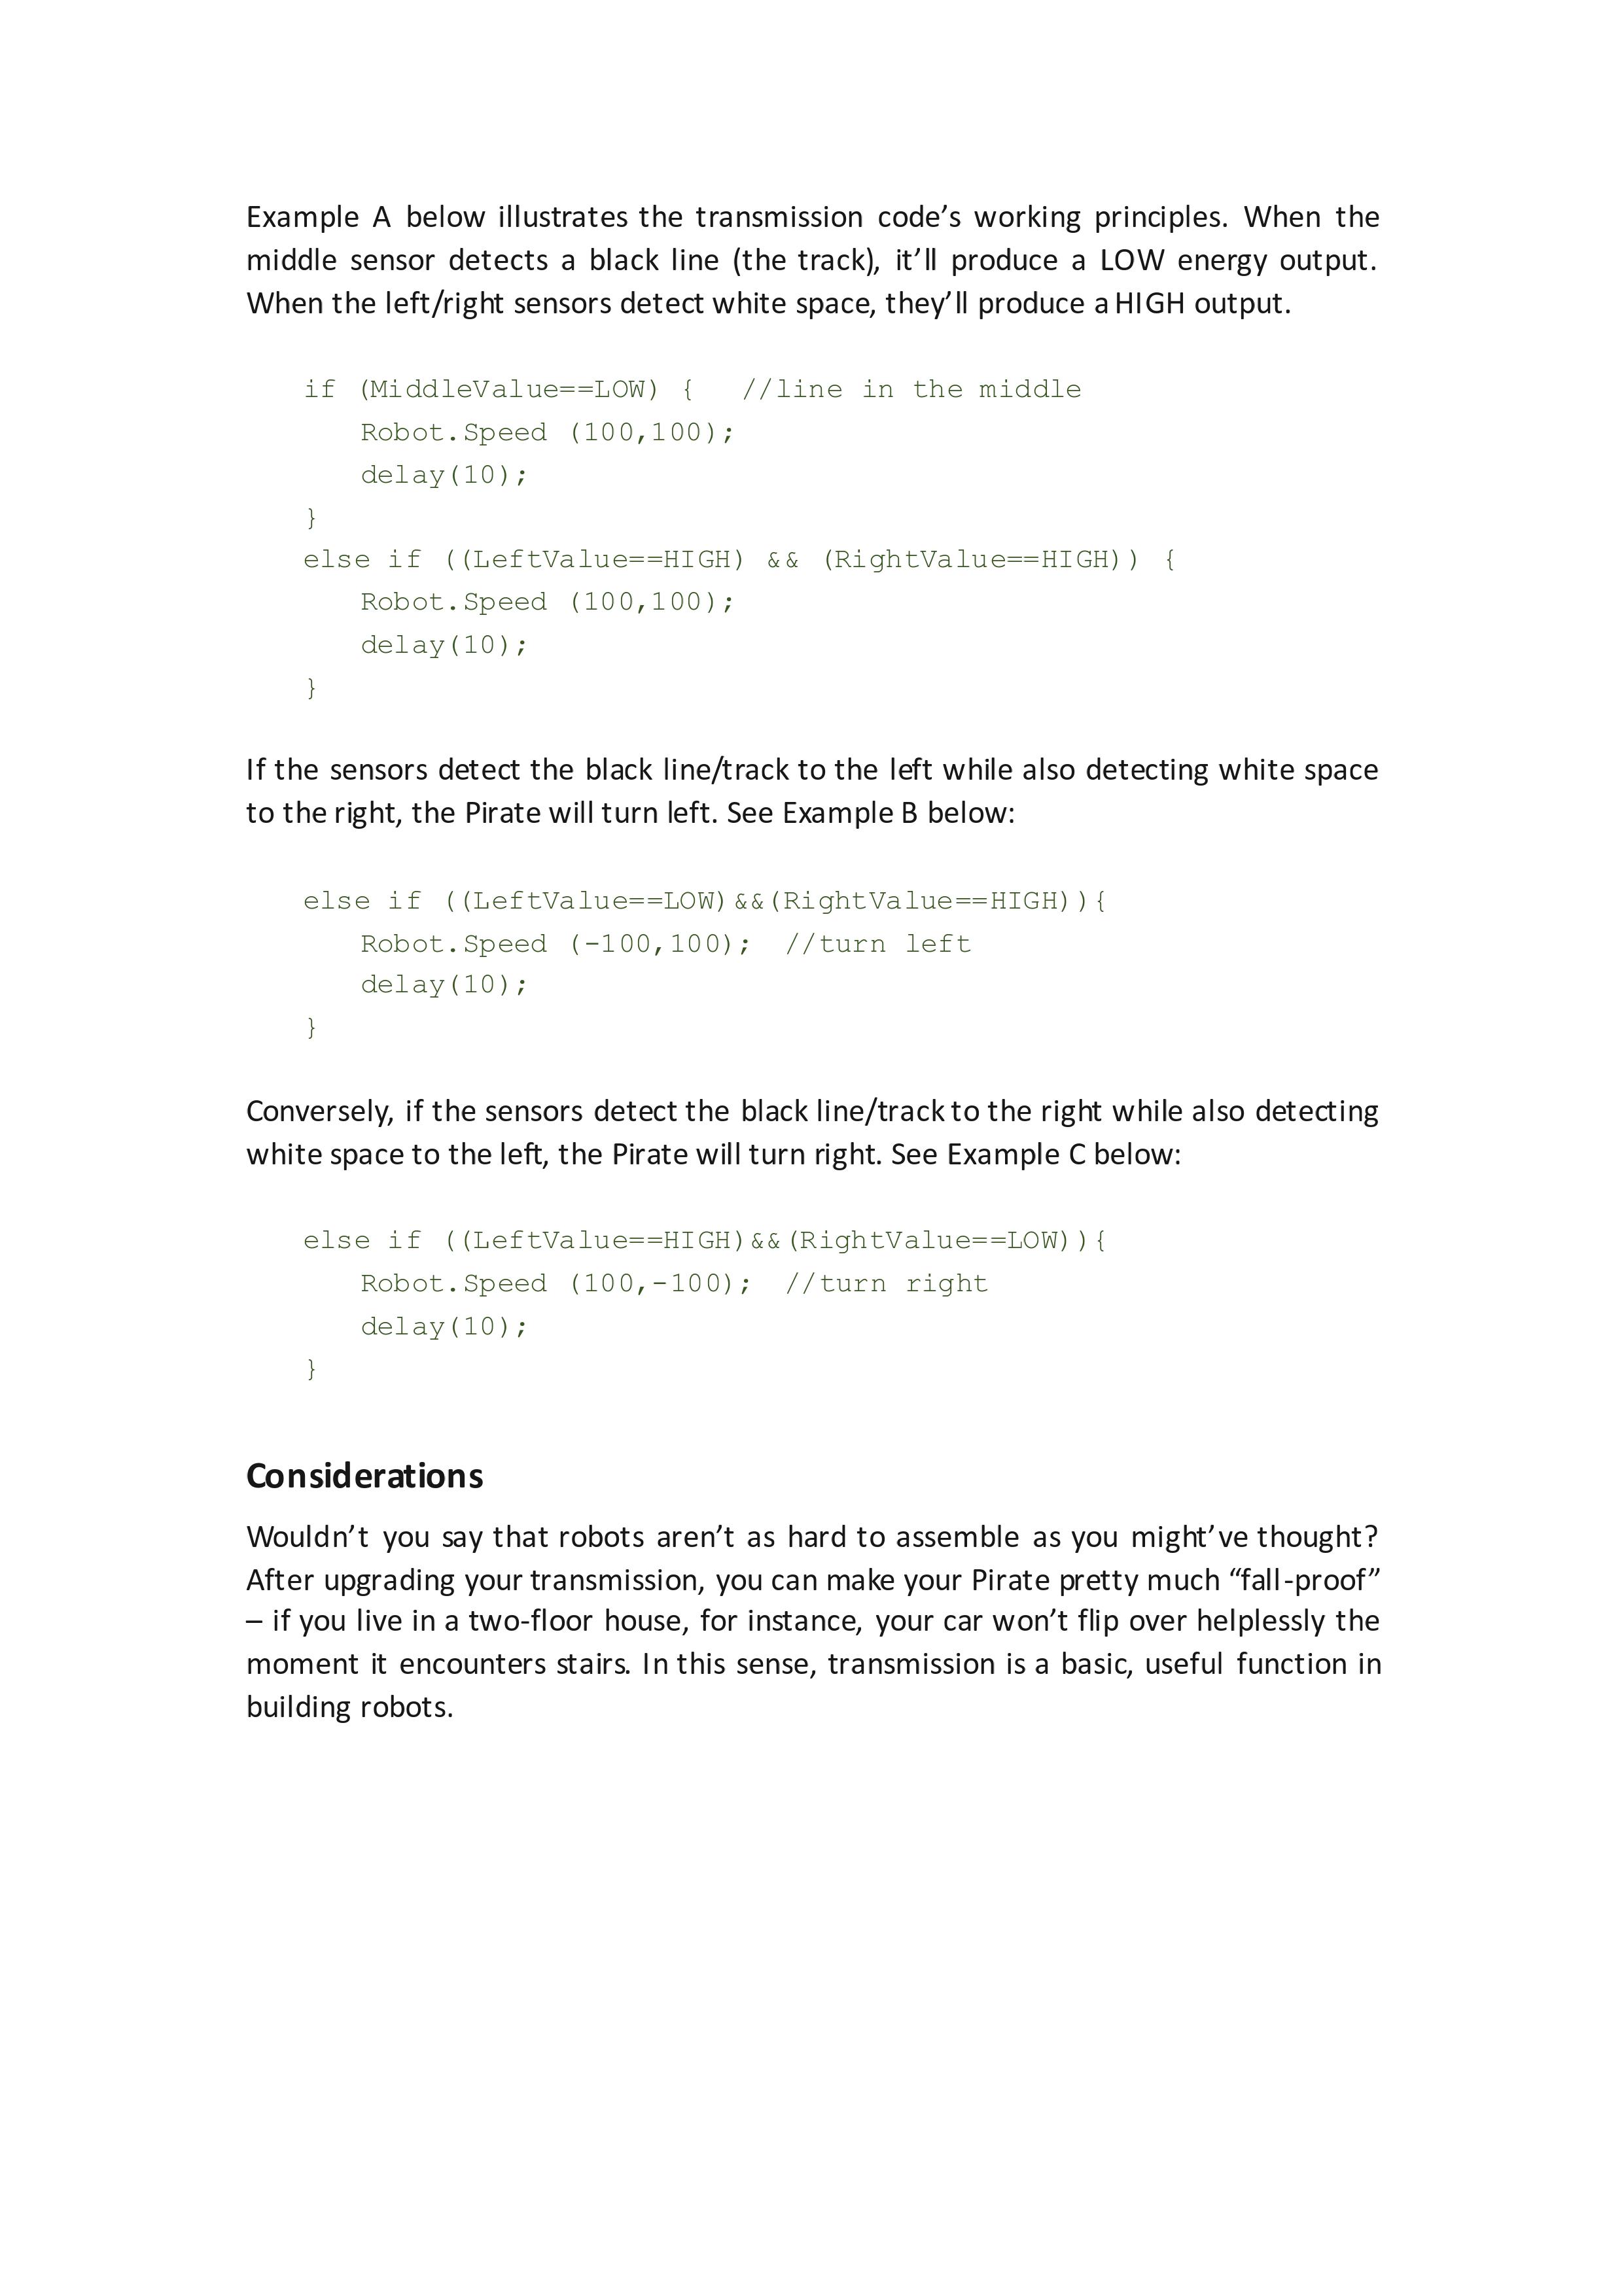 Example A below illustrates the transmission code’s working principles. When the
middle sensor detects a black line (the track), it’ll produce a LOW energy output.
When the left/right sensors detect white space, they’ll produce a HIGH output.
if (MiddleValue==LOW) {   //line in the middle
Robot.Speed (100,100);
delay(10);
}
else if ((LeftValue==HIGH) && (RightValue==HIGH)) {
Robot.Speed (100,100);
delay(10);
}
If the sensors detect the black line/track to the left while also detecting white space
to the right, the Pirate will turn left. See Example B below:
else if ((LeftValue==LOW)&&(RightValue==HIGH)){
Robot.Speed (-100,100);  //turn left
delay(10);
}
Conversely, if the sensors detect the black line/track to the right while also detecting
white space to the left, the Pirate will turn right. See Example C below:
else if ((LeftValue==HIGH)&&(RightValue==LOW)){
Robot.Speed (100,-100);  //turn right
delay(10);
}
Considerations
Wouldn’t you say that robots aren’t as hard to assemble as you might’ve thought?
After upgrading your transmission, you can make your Pirate pretty much “fall-proof”
– if you live in a two-floor house, for instance, your car won’t flip over helplessly the
moment it encounters stairs. In this sense, transmission is a basic, useful function in
building robots.